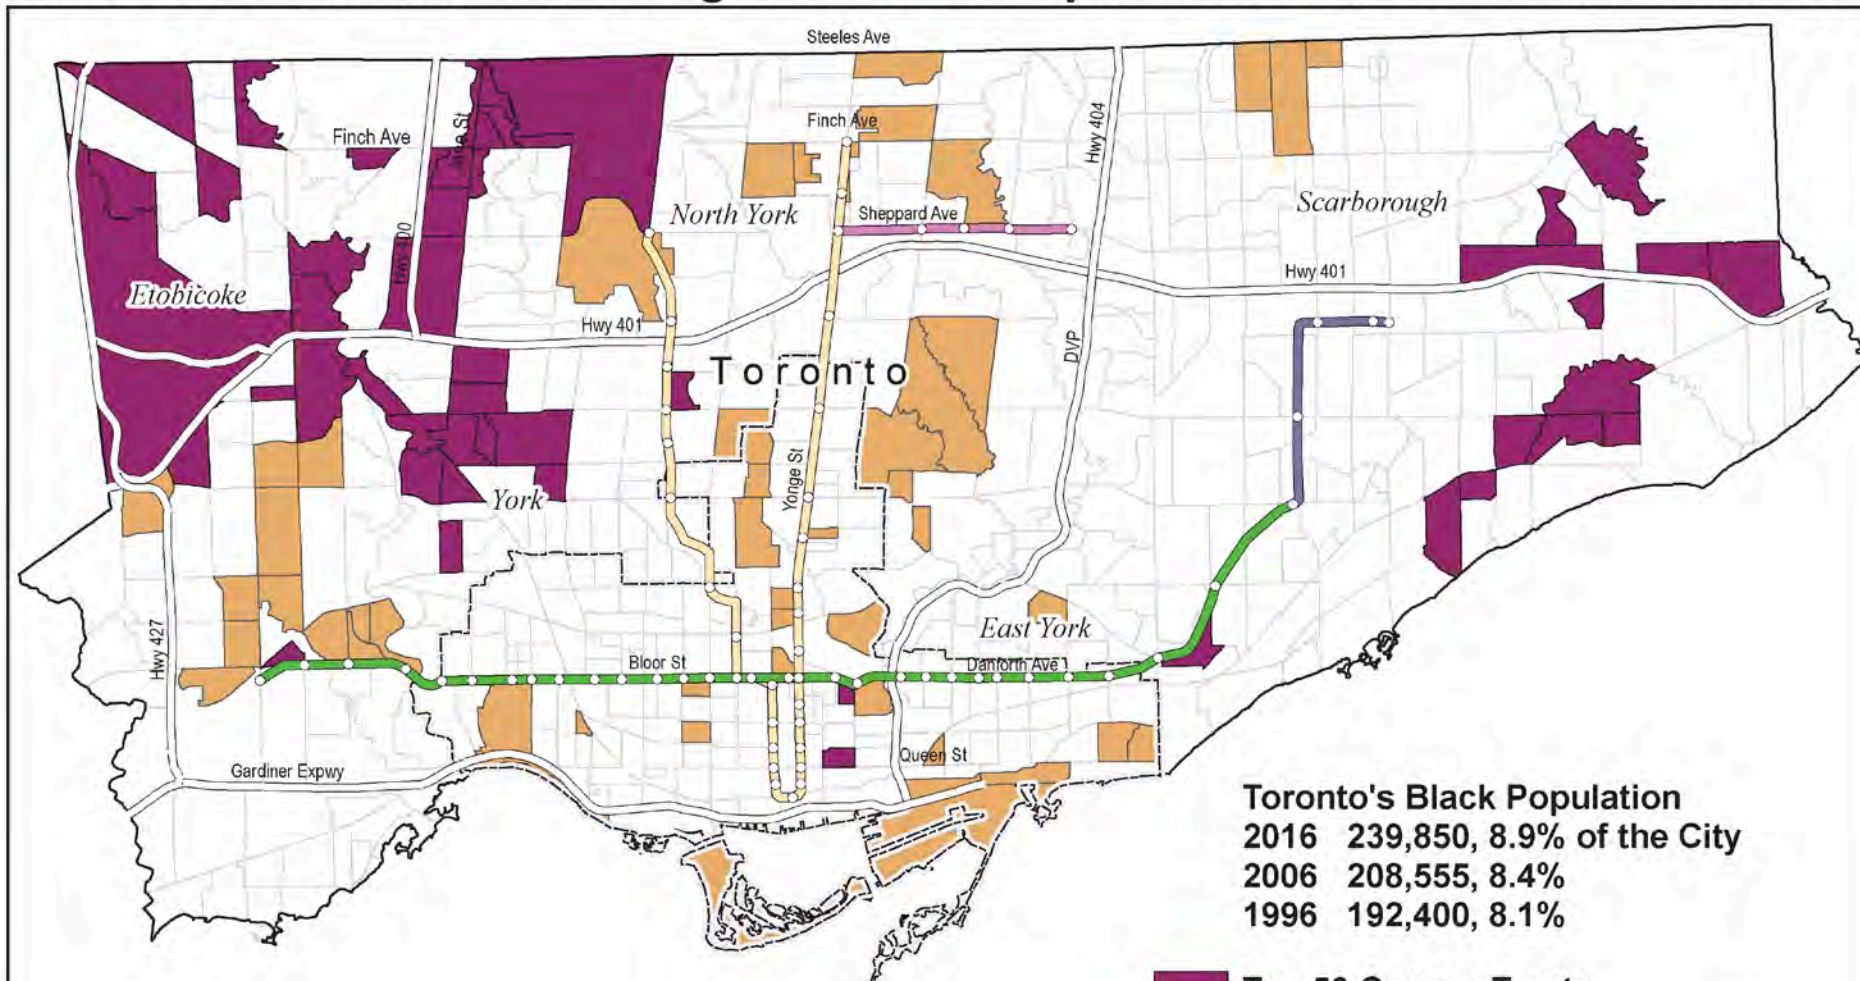 Steeles Ave
Finch Ave
Finch Ave
Hwy 404
North York
Sheppard Ave
Scarborough
Hwy 400
Etobicoke
Hwy 401
Hwy 401
Toronto
DVP
Yonge St
York
East York
Hwy 427
Bloor St
Danforth Ave
Queen St
Gardiner Expwy
Toronto's Black Population
2016 239,850, 8.9% of the City
2006 208,555, 8.4%
1996 192,400, 8.1%